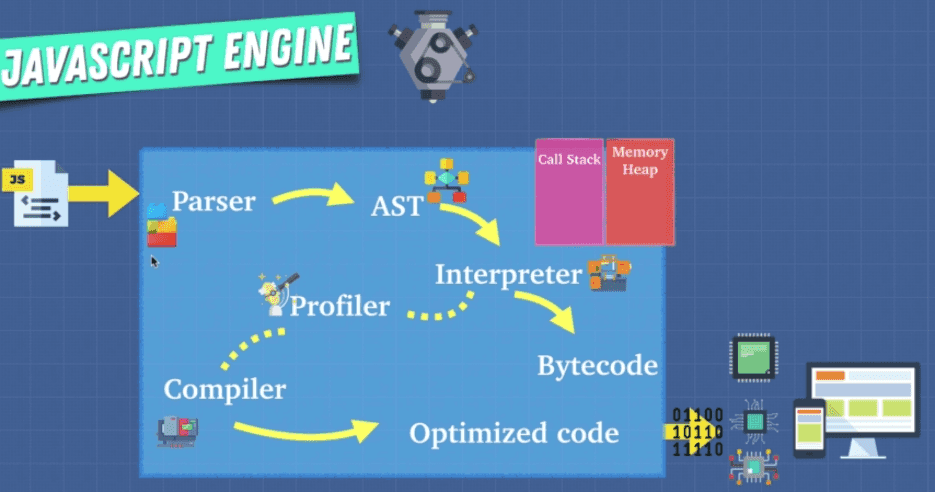 JAVASCRIPT ENGINE
JS
Parser
AST
Call Stack
Memory
Heap
Interpreter
Profiler
Bytecode
Compiler
Optimized code
01100
10110
11110